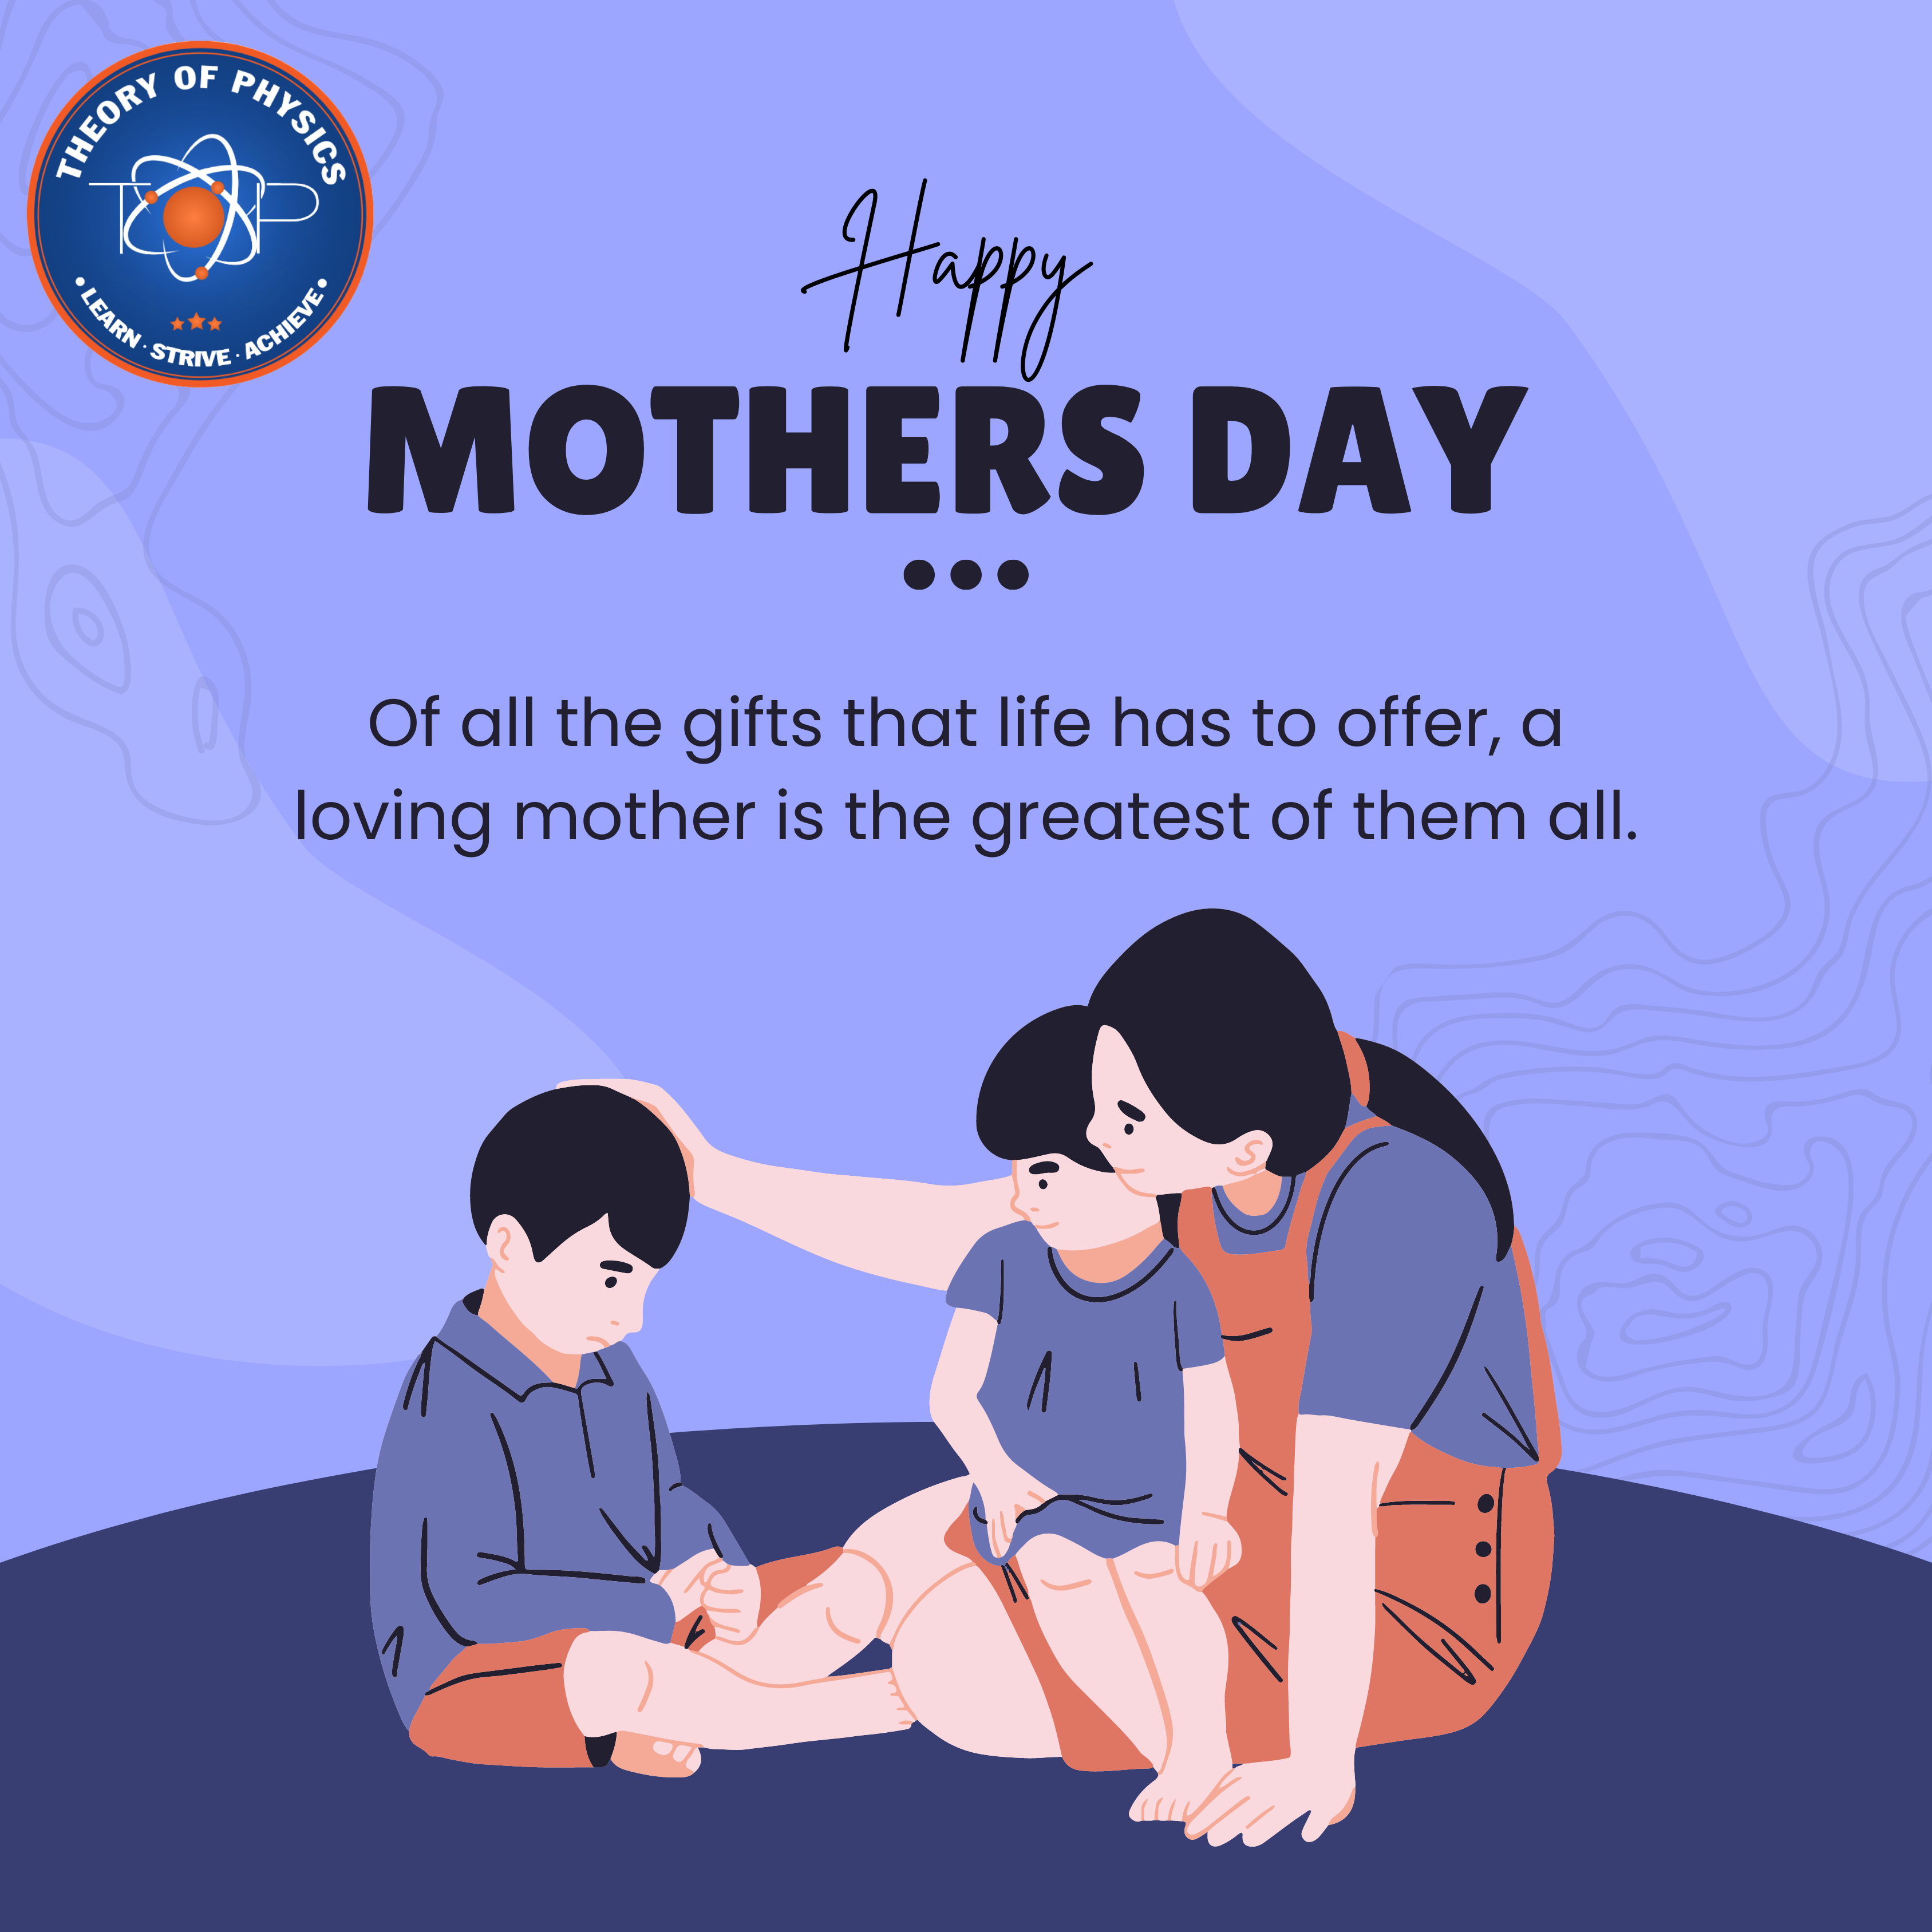 THEORY OF PHYSICS
TOP
• LEARN · STRIVE · ACHIEVE •
Happy
MOTHERS DAY
Of all the gifts that life has to offer, a
loving mother is the greatest of them all.